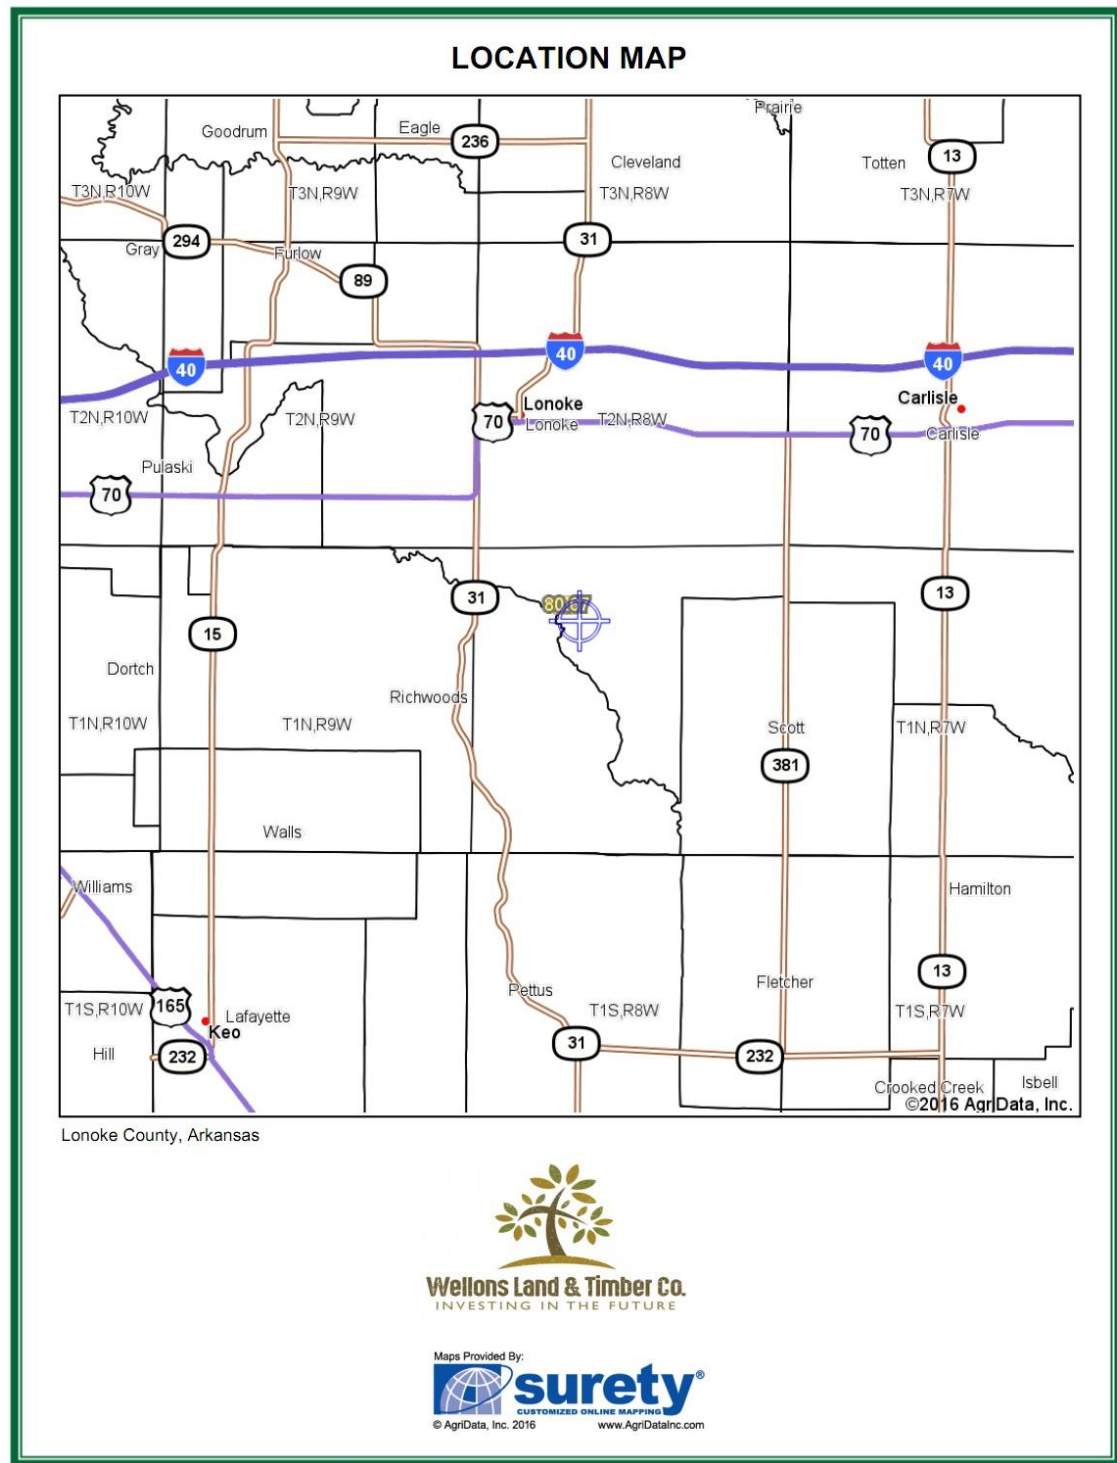 LOCATION MAP
Prairie
Goodrum
Eagle
236
Cleveland
Totten
13
T3N,R10W
T3N,R9W
T3N,R8W
T3N,R7W
Gray
294
Furlow
31
89
40
40
40
Carlisle
Lonoke
T2N,R10W
T2N,R9W
70
Lonoke
T2N,R8W
70
Carlisle
Pulaski
70
31
13
15
Dortch
Richwoods
T1N,R10W
T1N,R9W
Scott
T1N,R7W
381
Walls
Williams
Hamilton
13
Pettus
Fletcher
T1S,R10W
165
Lafayette
T1S,R8W
T1S,R7W
Keo
Hill
232
31
232
Crooked Creek
Isbell
©2016 AgriData, Inc.
Lonoke County, Arkansas
Wellons Land & Timber Co.
INVESTING IN THE FUTURE
Maps Provided By:
surety®
CUSTOMIZED ONLINE MAPPING
© AgriData, Inc. 2016 www.AgriDataInc.com